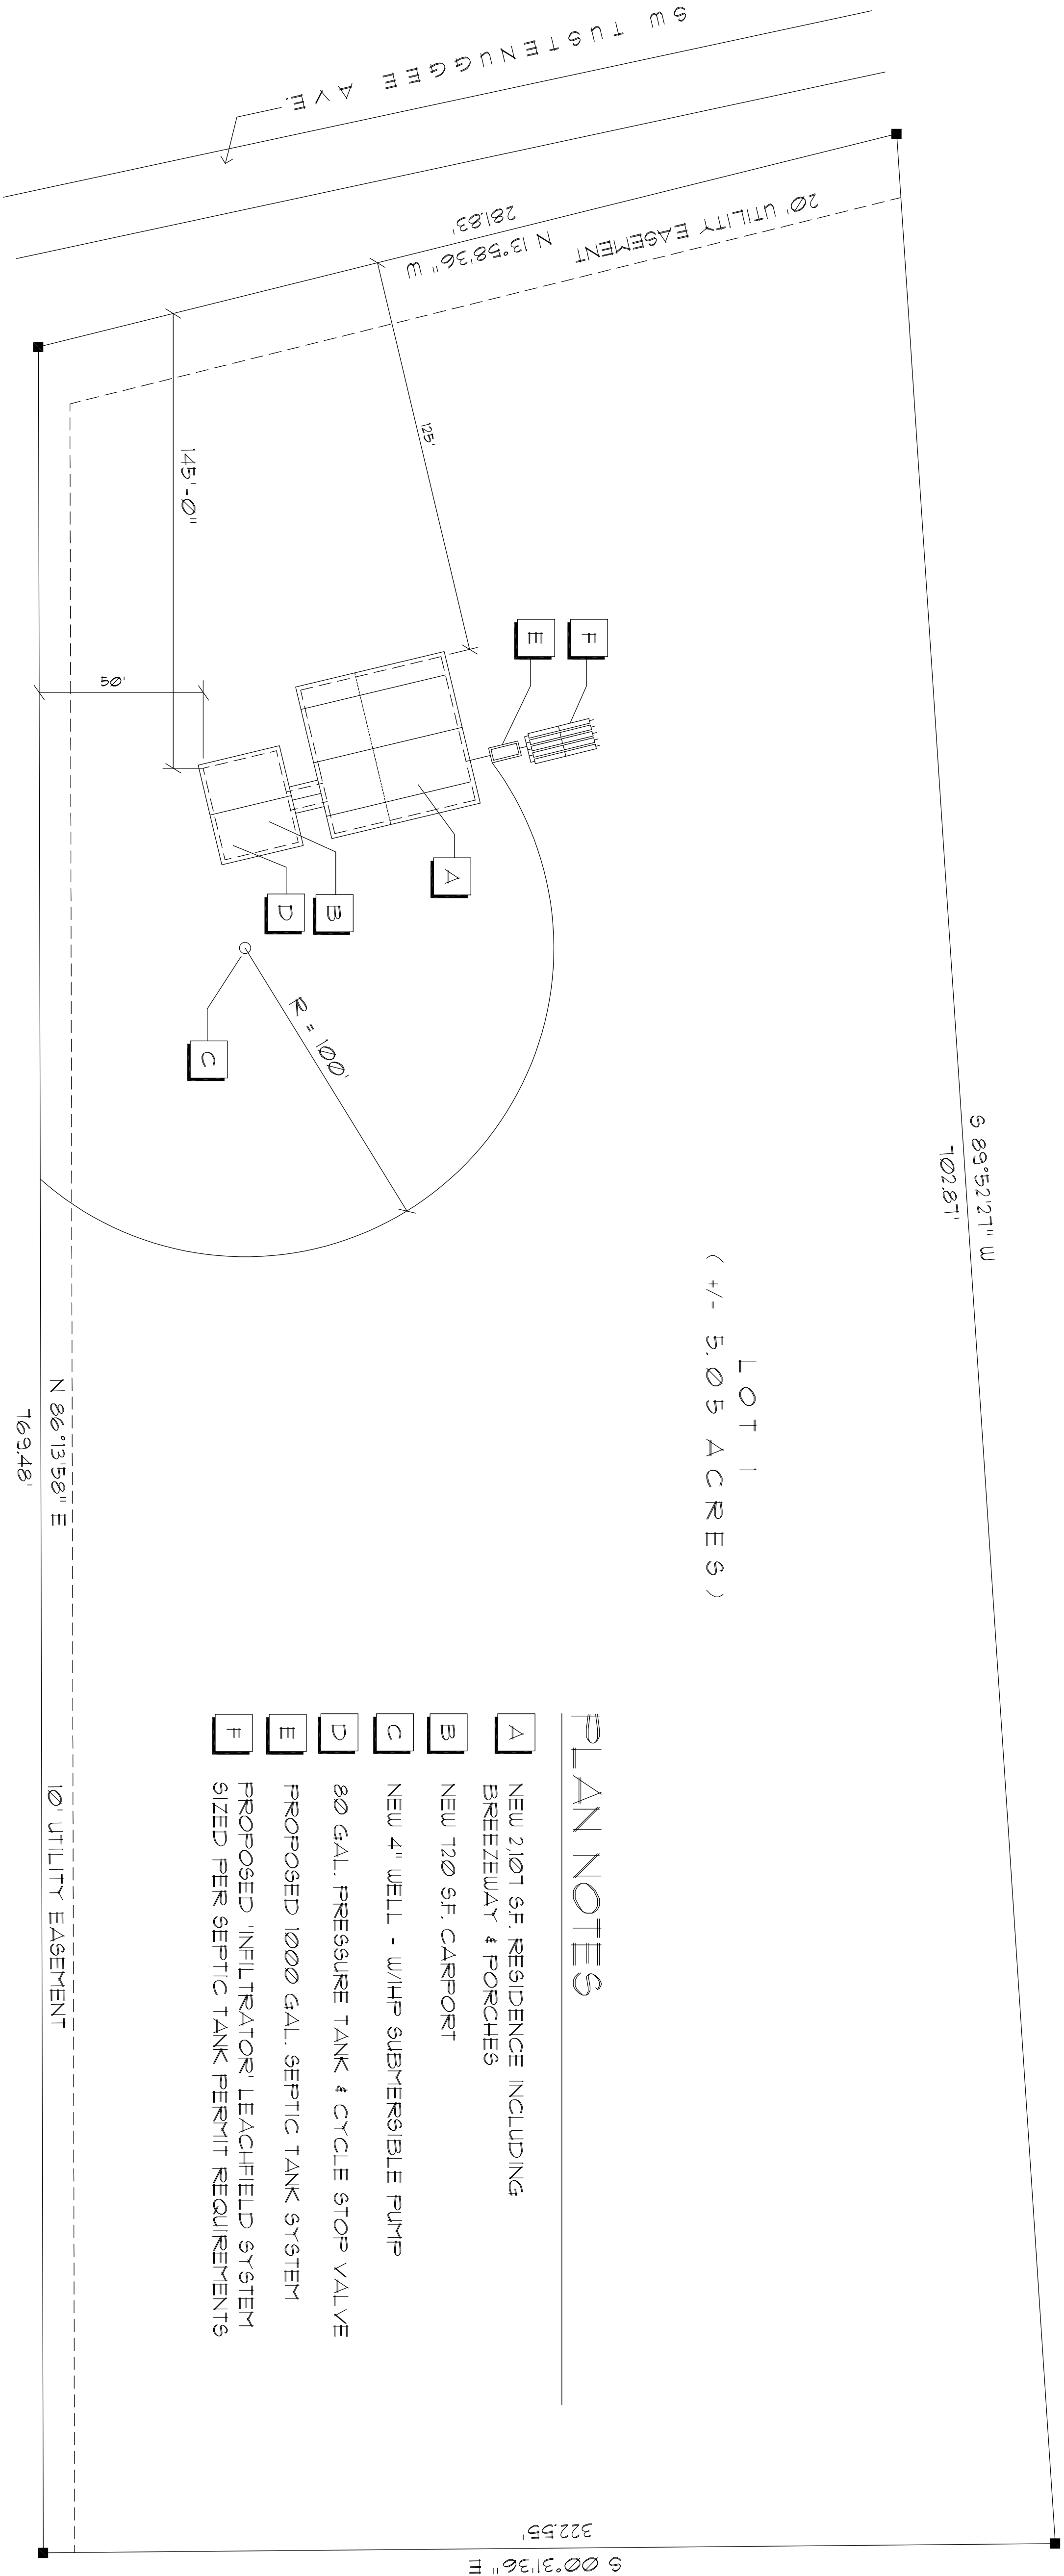 SW TUSTENUGGEE AVE.
281.83'
N 13°58'36" W
20' UTILITY EASEMENT
145'-0"
125'
50'
E
F
A
B
D
C
R = 100'
S 89°52'27" W
702.87'
LOT 1
( +/- 5.05 ACRES )
N 86°13'58" E
769.48'
10' UTILITY EASEMENT
322.55'
S 00°31'36" E
PLAN NOTES
A NEW 2,107 S.F. RESIDENCE INCLUDING
BREEZEWAY & PORCHES
B NEW 720 S.F. CARPORT
C NEW 4" WELL - W/1HP SUBMERSIBLE PUMP
D 80 GAL. PRESSURE TANK & CYCLE STOP VALVE
E PROPOSED 1000 GAL. SEPTIC TANK SYSTEM
F PROPOSED 'INFILTRATOR' LEACHFIELD SYSTEM
SIZED PER SEPTIC TANK PERMIT REQUIREMENTS